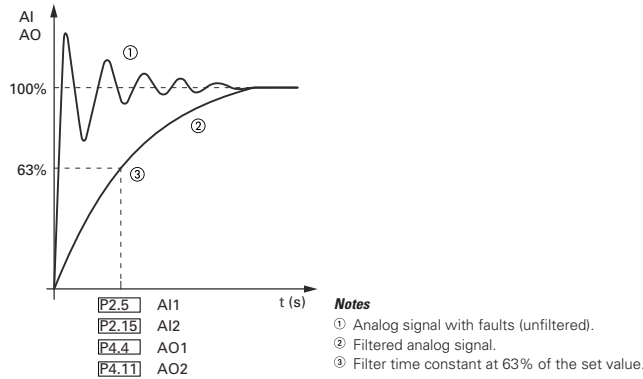 AI
AO
①
100%
②
63%
③
P2.5 AI1
t (s)
P2.15 AI2
P4.4 AO1
P4.11 AO2
Notes
① Analog signal with faults (unfiltered).
② Filtered analog signal.
③ Filter time constant at 63% of the set value.